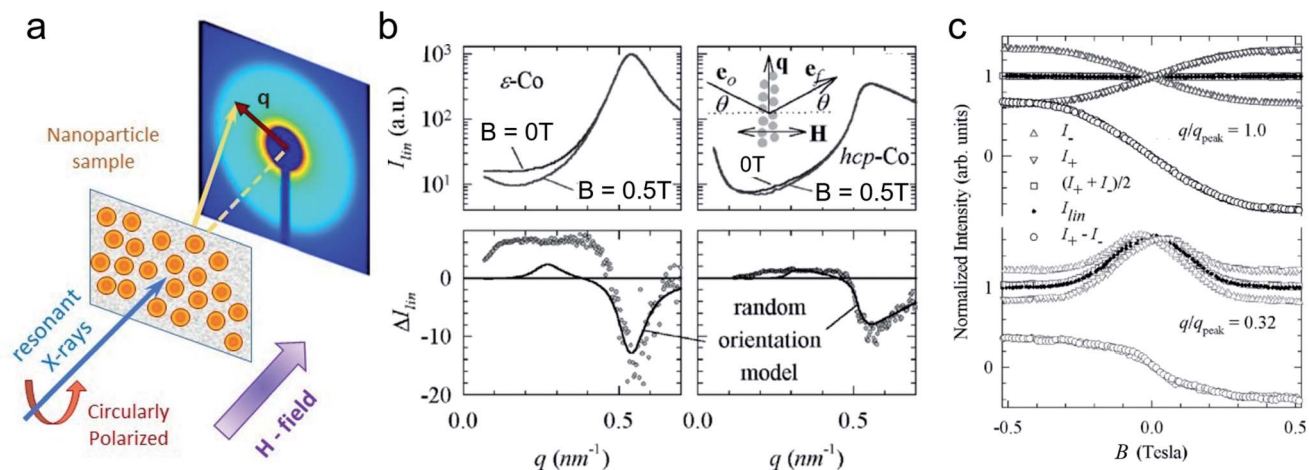 a
q
Nanoparticle
sample
resonant
X-rays
Circularly
Polarized
H - field
b
I_lin (a.u.)
10³
10²
10¹
ε-Co
B = 0T
B = 0.5T
e_o
q
e_f
θ
θ
H
0T
hcp-Co
B = 0.5T
ΔI_lin
0
-10
-20
random
orientation
model
0.0
0.5
0.0
0.5
q (nm⁻¹)
q (nm⁻¹)
c
Normalized Intensity (arb. units)
1
0
1
0
I_-
q/q_peak = 1.0
I_+
(I_+ + I_-)/2
I_lin
I_+ - I_-
q/q_peak = 0.32
-0.5
0.0
0.5
B (Tesla)